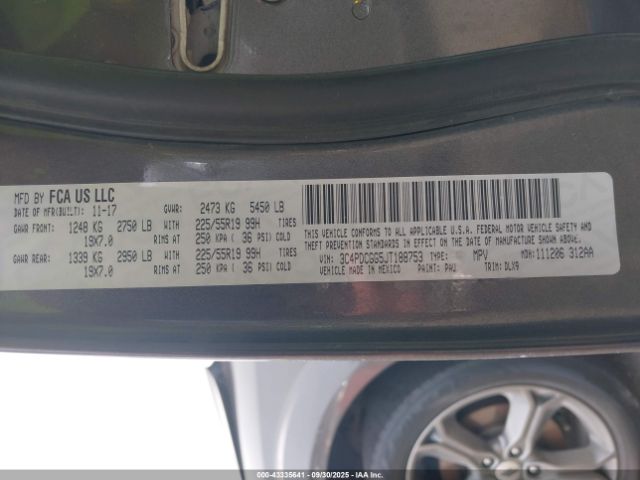 MFD BY FCA US LLC
DATE OF MFR(BUILT): 11-17 GVWR: 2473 KG 5450 LB
GAWR FRONT: 1248 KG 2750 LB WITH 225/55R19 99H TIRES
19X7.0 RIMS AT 250 KPA ( 36 PSI) COLD
GAWR REAR: 1339 KG 2950 LB WITH 225/55R19 99H TIRES
19X7.0 RIMS AT 250 KPA ( 36 PSI) COLD
THIS VEHICLE CONFORMS TO ALL APPLICABLE U.S.A. FEDERAL MOTOR VEHICLE SAFETY AND
THEFT PREVENTION STANDARDS IN EFFECT ON THE DATE OF MANUFACTURE SHOWN ABOVE.
VIN: 3C4PDCGG5JT188753 TYPE: MPV MDH: 111206 312AA
VEHICLE MADE IN MEXICO PAINT: PAU TRIM: DLX9
000-43335641 - 09/30/2025 - IAAI.COM